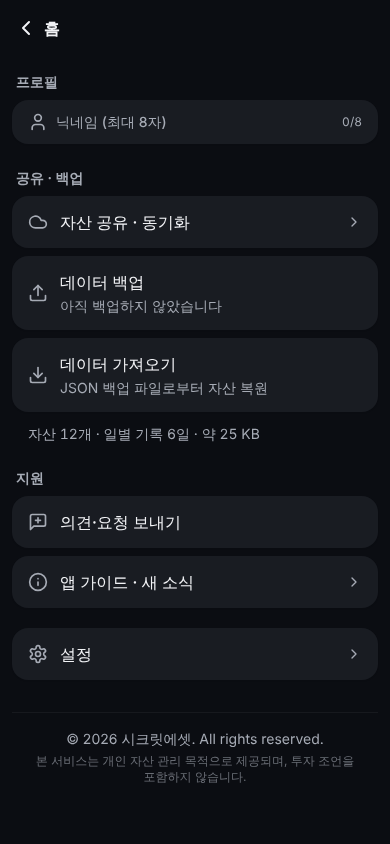 홈
프로필
닉네임 (최대 8자) 0/8
공유 · 백업
자산 공유 · 동기화
데이터 백업
아직 백업하지 않았습니다
데이터 가져오기
JSON 백업 파일로부터 자산 복원
자산 12개 · 일별 기록 6일 · 약 25 KB
지원
의견·요청 보내기
앱 가이드 · 새 소식
설정
© 2026 시크릿에셋. All rights reserved.
본 서비스는 개인 자산 관리 목적으로 제공되며, 투자 조언을
포함하지 않습니다.